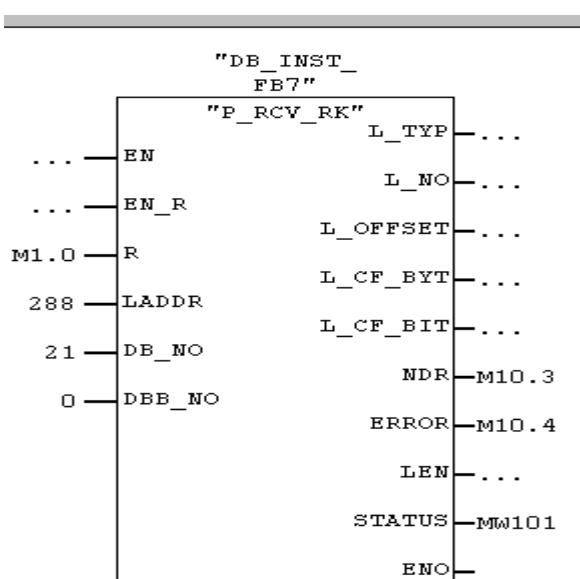 "DB_INST_
FB7"
"P_RCV_RK"
L_TYP ...
... EN
L_NO ...
... EN_R
L_OFFSET ...
M1.0 R
L_CF_BYT ...
288 LADDR
L_CF_BIT ...
21 DB_NO
NDR M10.3
0 DBB_NO
ERROR M10.4
LEN ...
STATUS MW101
ENO